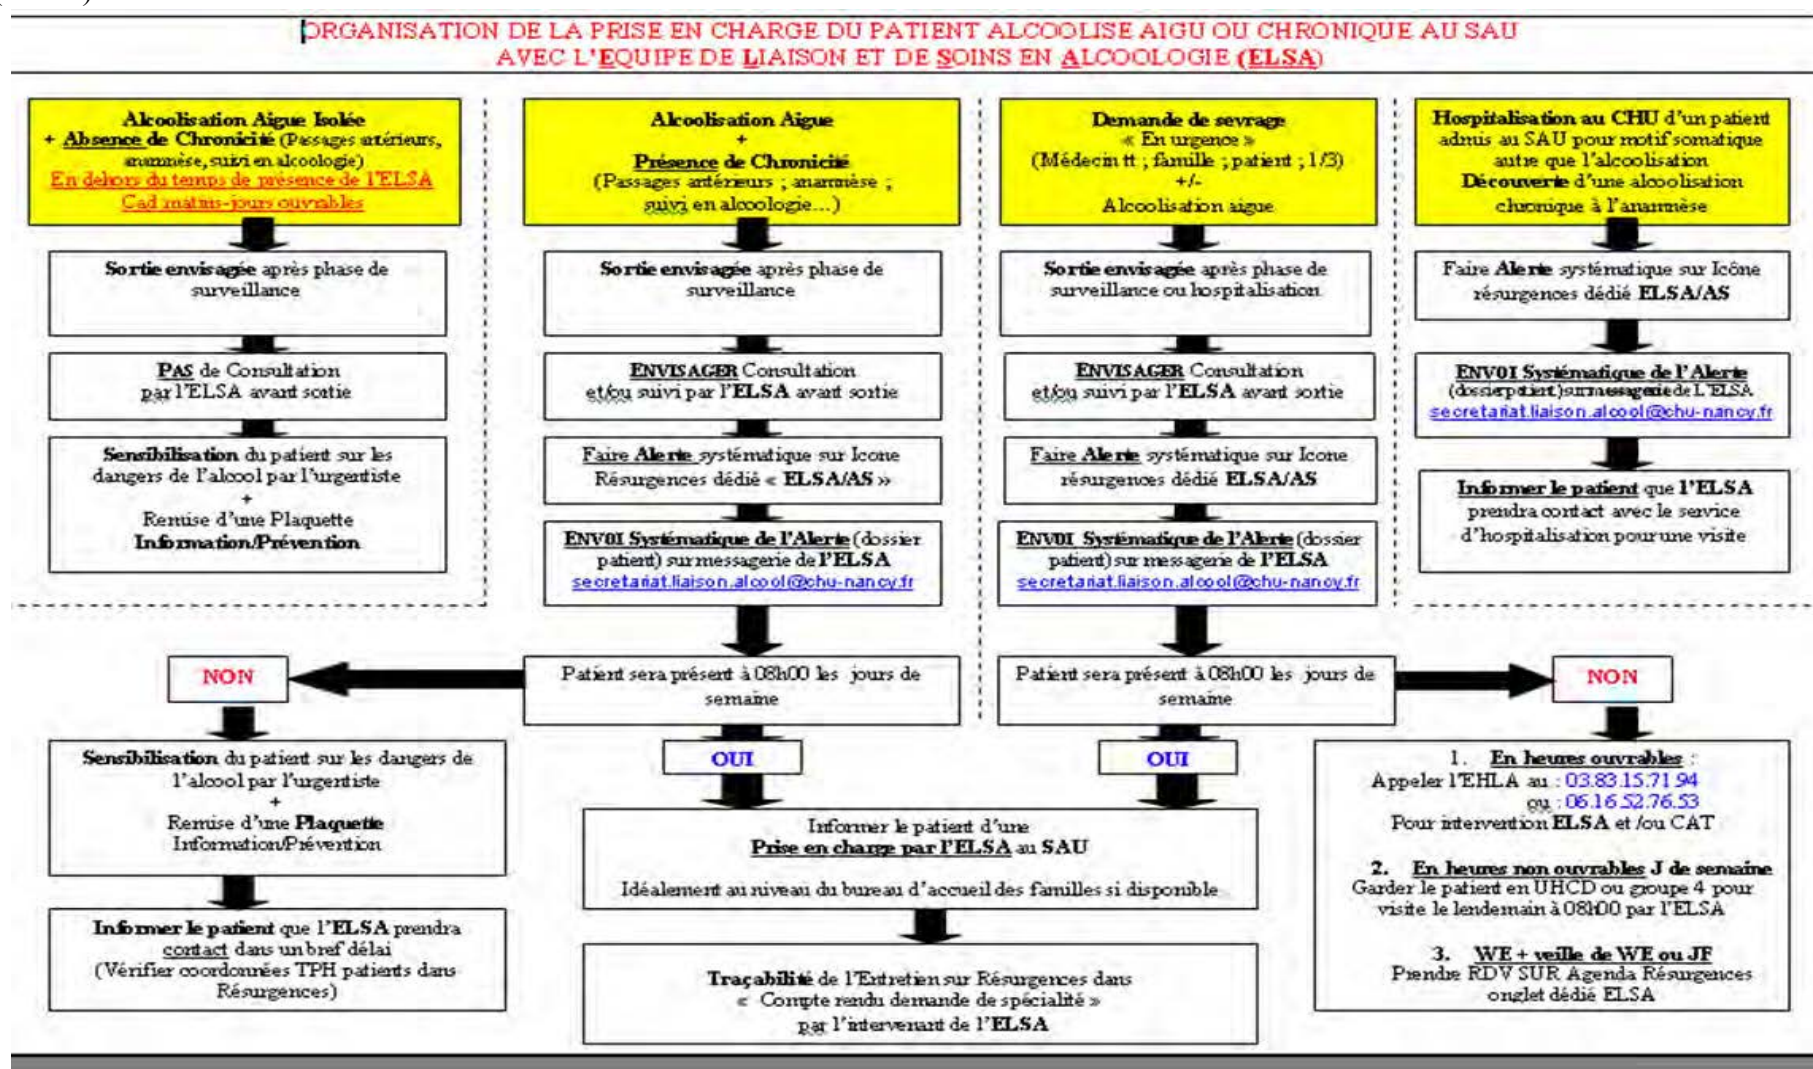 ORGANISATION DE LA PRISE EN CHARGE DU PATIENT ALCOOLISE AIGU OU CHRONIQUE AU SAU
AVEC L'EQUIPE DE LIAISON ET DE SOINS EN ALCOOLOGIE (ELSA)
Alcoolisation Aigue Isolée
+ Absence de Chronicité (Passages antérieurs,
anamnèse, suivi en alcoologie)
En dehors du temps de présence de l'ELSA
Cad matins-jours ouvrables
Sortie envisagée après phase de
surveillance
PAS de Consultation
par l'ELSA avant sortie
Sensibilisation du patient sur les
dangers de l'alcool par l'urgentiste
+
Remise d'une Plaquette
Information/Prévention
Alcoolisation Aigue
+
Présence de Chronicité
(Passages antérieurs ; anamnèse ;
suivi en alcoologie...)
Sortie envisagée après phase de
surveillance
ENVISAGER Consultation
et/ou suivi par l'ELSA avant sortie
Faire Alerte systématique sur Icone
Résurgences dédié « ELSA/AS »
ENVOI Systématique de l'Alerte (dossier
patient) sur messagerie de l'ELSA
secretariat.liaison.alcool@chu-nancy.fr
Patient sera présent à 08h00 les jours de
semaine
Demande de sevrage
« En urgence »
(Médecin tt ; famille ; patient ; 1/3)
+/-
Alcoolisation aigue
Sortie envisagée après phase de
surveillance ou hospitalisation
ENVISAGER Consultation
et/ou suivi par l'ELSA avant sortie
Faire Alerte systématique sur Icone
résurgences dédié ELSA/AS
ENVOI Systématique de l'Alerte (dossier
patient) sur messagerie de l'ELSA
secretariat.liaison.alcool@chu-nancy.fr
Patient sera présent à 08h00 les jours de
semaine
Hospitalisation au CHU d'un patient
admis au SAU pour motif somatique
autre que l'alcoolisation
Découverte d'une alcoolisation
chronique à l'anamnèse
Faire Alerte systématique sur Icône
résurgences dédié ELSA/AS
ENVOI Systématique de l'Alerte
(dossier patient) sur messagerie de L'ELSA
secretariat.liaison.alcool@chu-nancy.fr
Informer le patient que l'ELSA
prendra contact avec le service
d'hospitalisation pour une visite
NON
Sensibilisation du patient sur les dangers de
l'alcool par l'urgentiste
+
Remise d'une Plaquette
Information/Prévention
Informer le patient que l'ELSA prendra
contact dans un bref délai
(Vérifier coordonnées TPH patients dans
Résurgences)
OUI
OUI
Informer le patient d'une
Prise en charge par l'ELSA au SAU
Idéalement au niveau du bureau d'accueil des familles si disponible
Traçabilité de l'Entretien sur Résurgences dans
« Compte rendu demande de spécialité »
par l'intervenant de l'ELSA
NON
1. En heures ouvrables :
Appeler l'EHLA au : 03.83.15.71.94
ou : 06.16.52.76.53
Pour intervention ELSA et /ou CAT
2. En heures non ouvrables J de semaine
Garder le patient en UHCD ou groupe 4 pour
visite le lendemain à 08h00 par l'ELSA
3. WE + veille de WE ou JF
Prendre RDV SUR Agenda Résurgences
onglet dédié ELSA